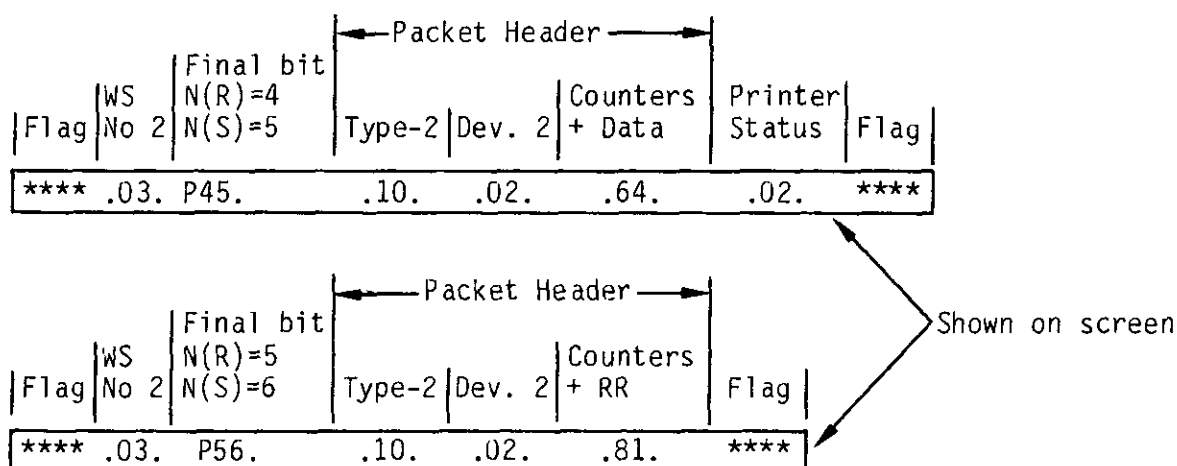 Packet Header
Final bit
WS N(R)=4 Counters Printer
Flag No 2 N(S)=5 Type-2 Dev. 2 + Data Status Flag
**** .03. P45. .10. .02. .64. .02. ****
Packet Header
Shown on screen
Final bit
WS N(R)=5 Counters
Flag No 2 N(S)=6 Type-2 Dev. 2 + RR Flag
**** .03. P56. .10. .02. .81. ****